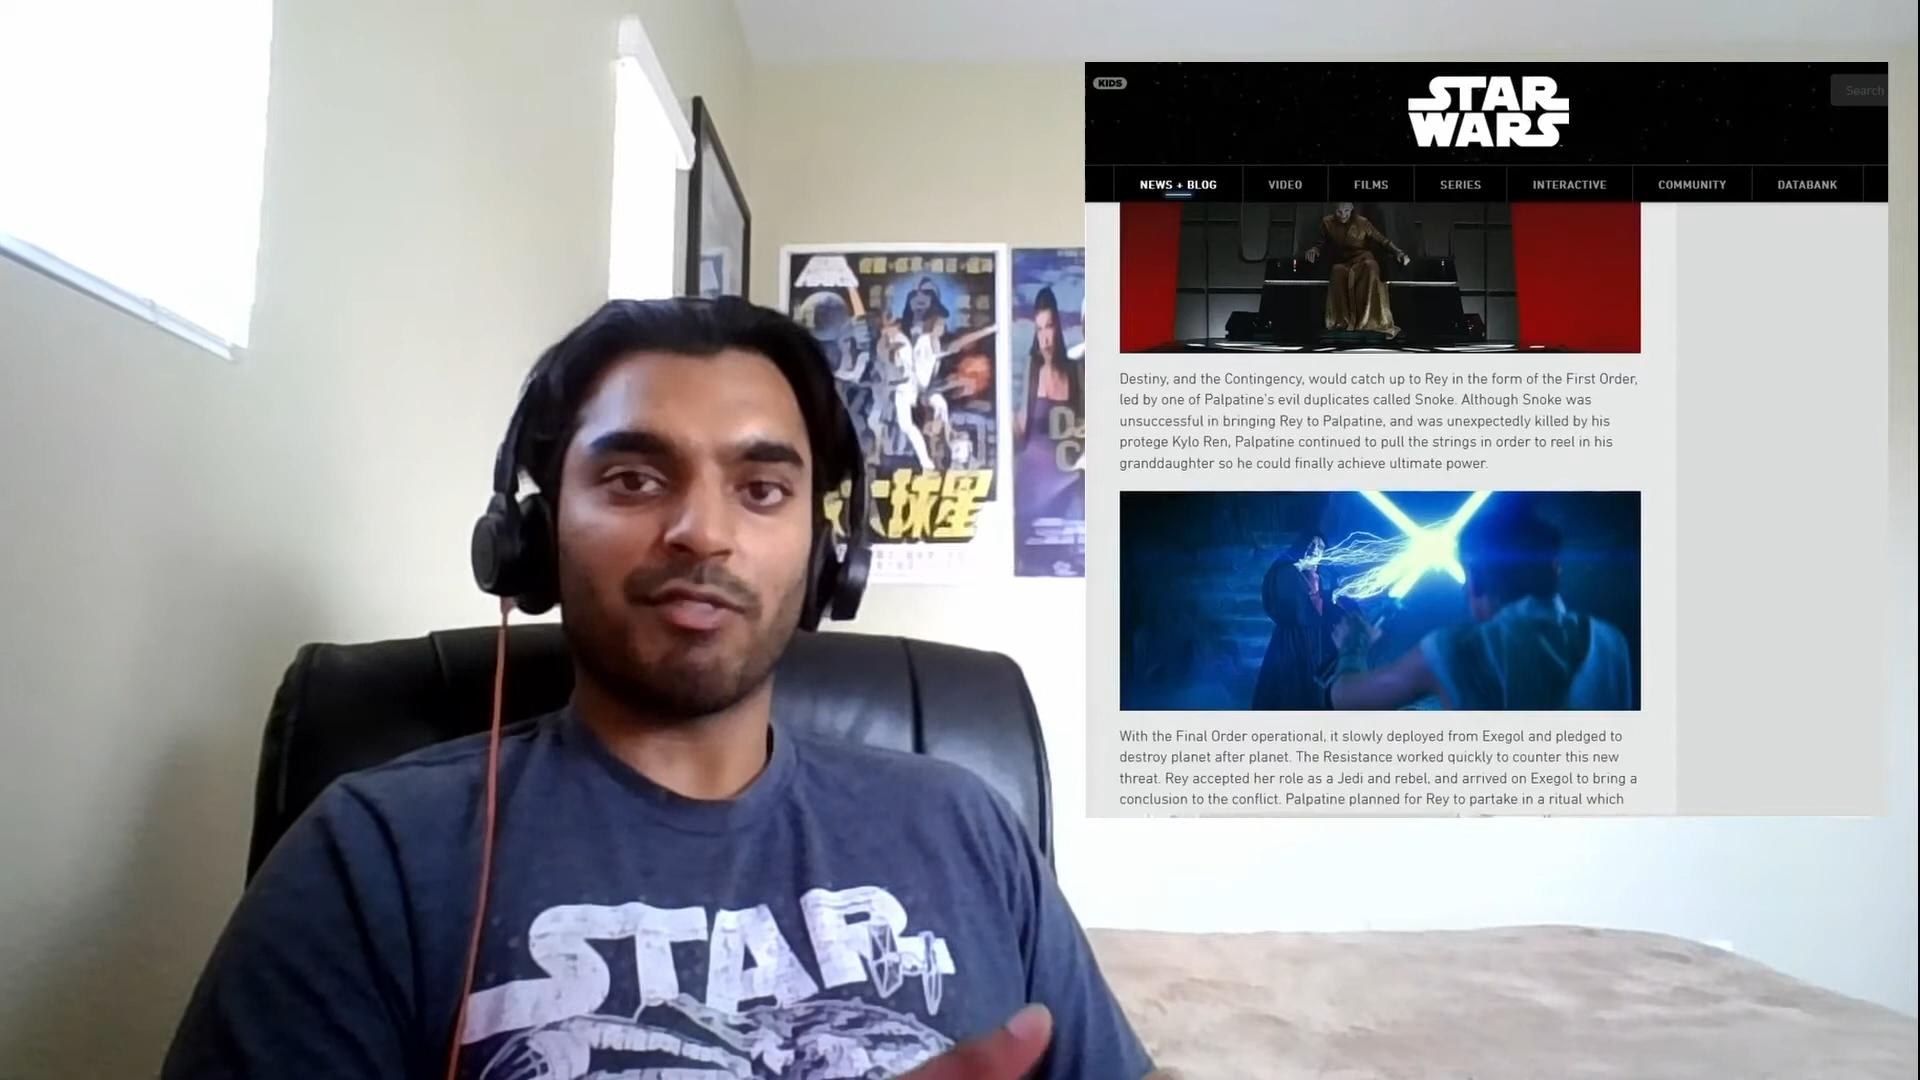 KIDS
STAR
WARS
Search
NEWS + BLOG
VIDEO
FILMS
SERIES
INTERACTIVE
COMMUNITY
DATABANK
Destiny, and the Contingency, would catch up to Rey in the form of the First Order,
led by one of Palpatine's evil duplicates called Snoke. Although Snoke was
unsuccessful in bringing Rey to Palpatine, and was unexpectedly killed by his
protege Kylo Ren, Palpatine continued to pull the strings in order to reel in his
granddaughter so he could finally achieve ultimate power.
With the Final Order operational, it slowly deployed from Exegol and pledged to
destroy planet after planet. The Resistance worked quickly to counter this new
threat. Rey accepted her role as a Jedi and rebel, and arrived on Exegol to bring a
conclusion to the conflict. Palpatine planned for Rey to partake in a ritual which
大球星
STAR